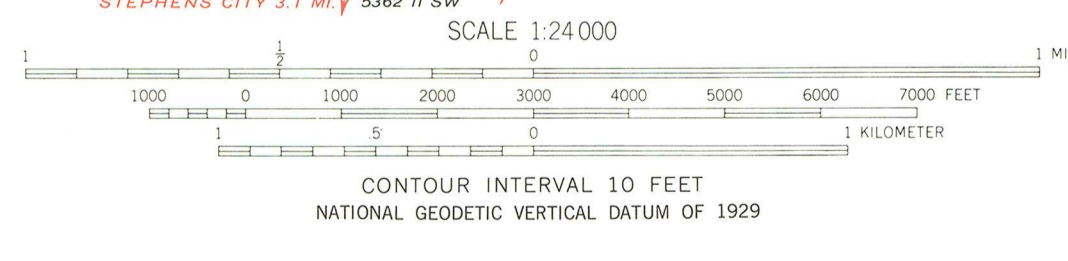 STEPHENS CITY 3.1 MI. 5362 II SW
SCALE 1:24 000
1 1/2 0 1 MI
1000 0 1000 2000 3000 4000 5000 6000 7000 FEET
1 .5 0 1 KILOMETER
CONTOUR INTERVAL 10 FEET
NATIONAL GEODETIC VERTICAL DATUM OF 1929